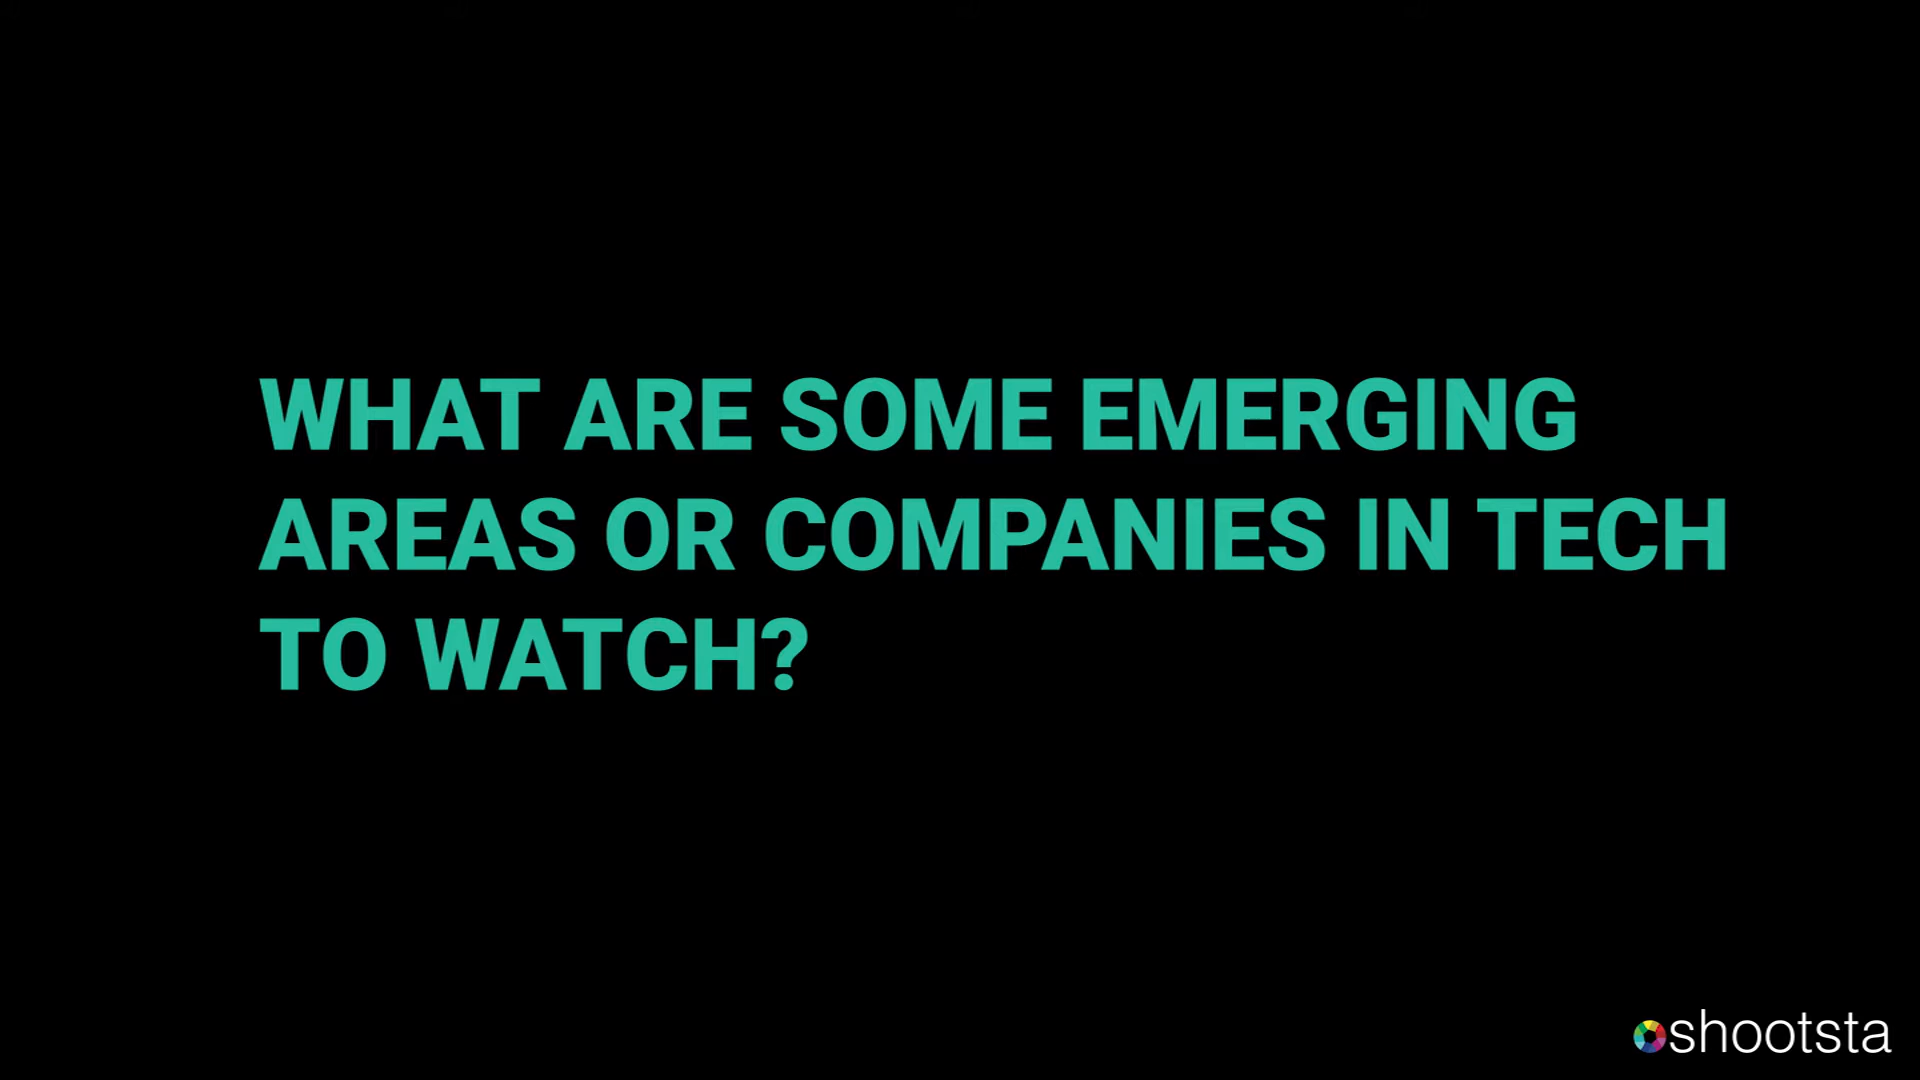 WHAT ARE SOME EMERGING
AREAS OR COMPANIES IN TECH
TO WATCH?
shootsta